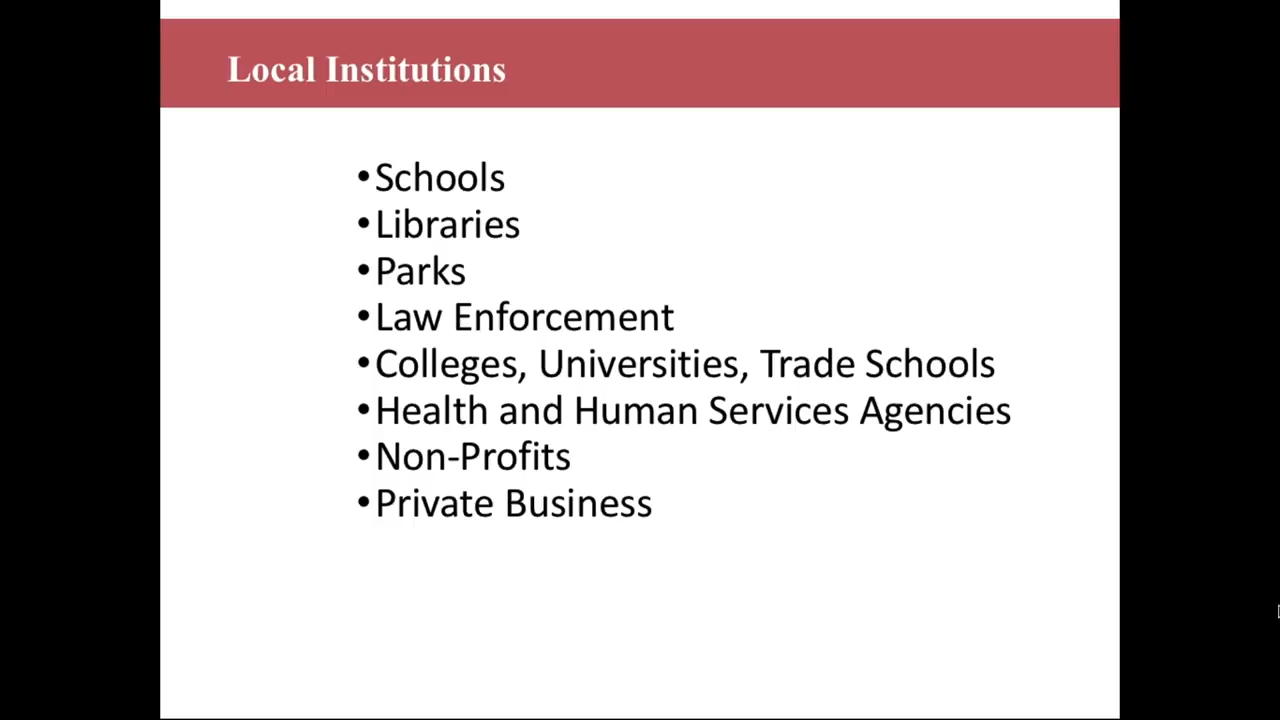 Local Institutions
•Schools
•Libraries
•Parks
•Law Enforcement
•Colleges, Universities, Trade Schools
•Health and Human Services Agencies
•Non-Profits
•Private Business